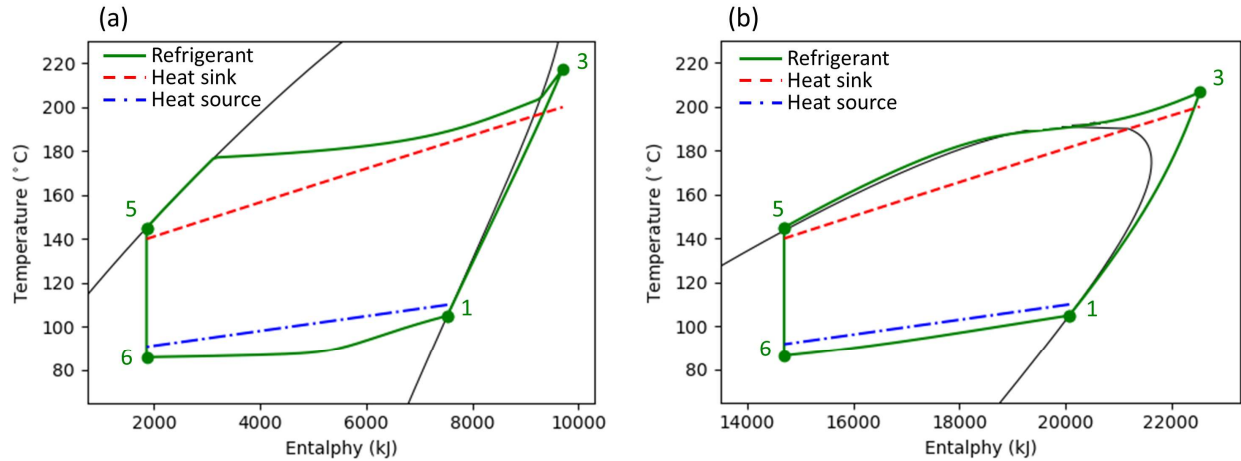 (a)
Refrigerant
Heat sink
Heat source
220
200
180
160
140
120
100
80
Temperature (°C)
2000 4000 6000 8000 10000
Entalphy (kJ)
3
5
1
6
(b)
Refrigerant
Heat sink
Heat source
220
200
180
160
140
120
100
80
Temperature (°C)
14000 16000 18000 20000 22000
Entalphy (kJ)
3
5
1
6